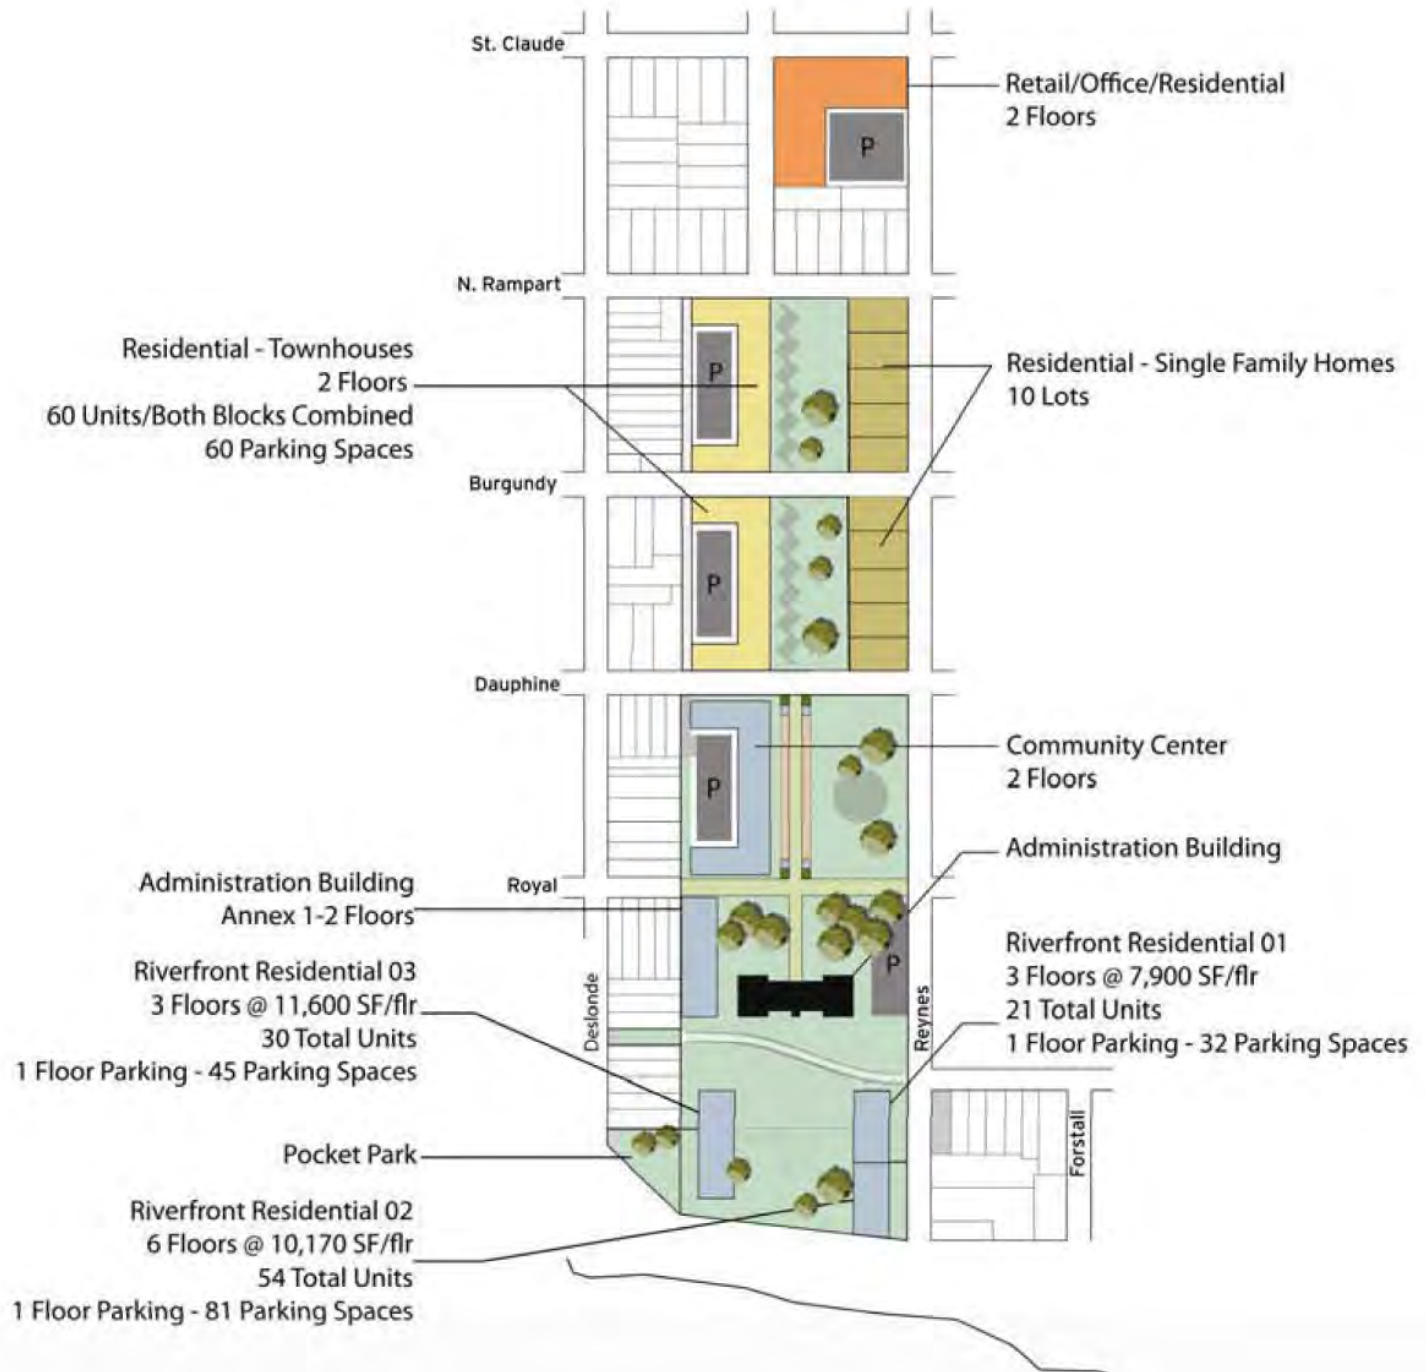 St. Claude
Retail/Office/Residential
2 Floors
P
N. Rampart
Residential - Townhouses
2 Floors
60 Units/Both Blocks Combined
60 Parking Spaces
P
Residential - Single Family Homes
10 Lots
Burgundy
P
Dauphine
Community Center
2 Floors
P
Administration Building
Royal
Administration Building
Annex 1-2 Floors
P
Riverfront Residential 03
3 Floors @ 11,600 SF/flr
30 Total Units
1 Floor Parking - 45 Parking Spaces
Deslonde
Reynes
Riverfront Residential 01
3 Floors @ 7,900 SF/flr
21 Total Units
1 Floor Parking - 32 Parking Spaces
Forstall
Pocket Park
Riverfront Residential 02
6 Floors @ 10,170 SF/flr
54 Total Units
1 Floor Parking - 81 Parking Spaces